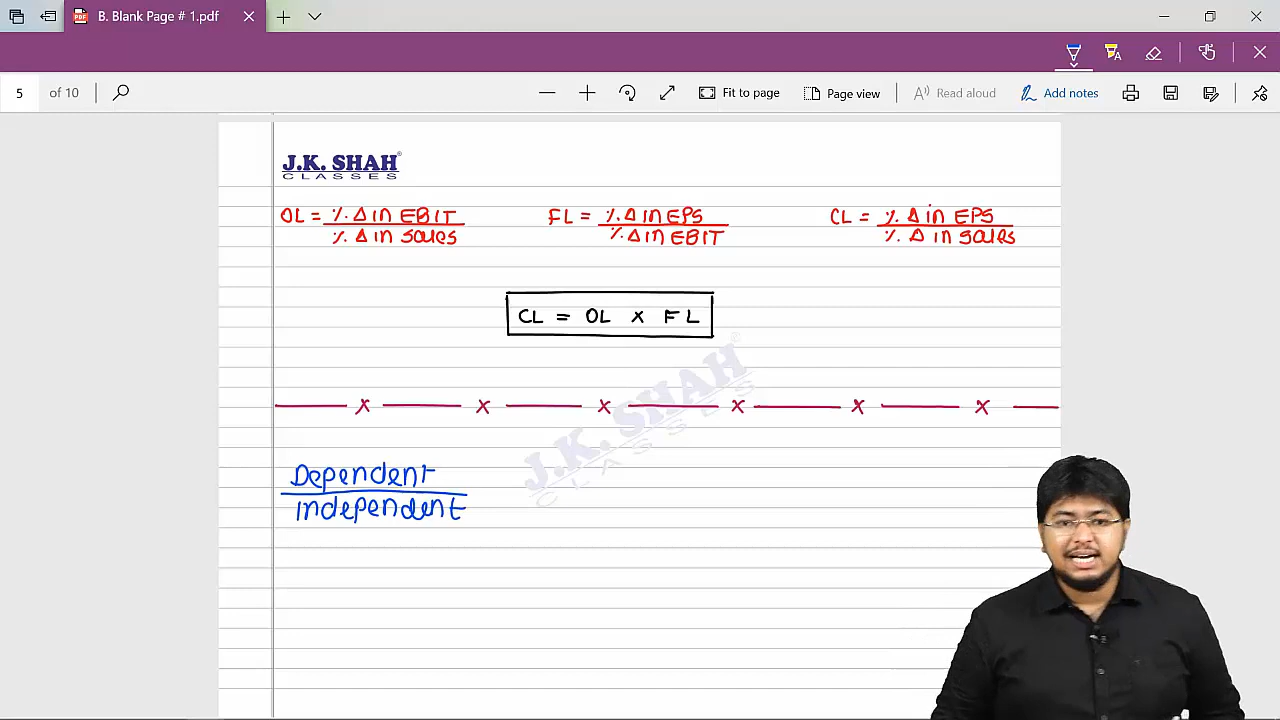 B. Blank Page # 1.pdf
5 of 10 Fit to page Page view Read aloud Add notes
J.K. SHAH
CLASSES
OL = %. Δ in EBIT / %. Δ in sales
FL = %. Δ in EPS / %. Δ in EBIT
CL = %. Δ in EPS / %. Δ in sales
CL = OL x FL
x x x x x x
J.K. SHAH
CLASSES
Dependent
independent